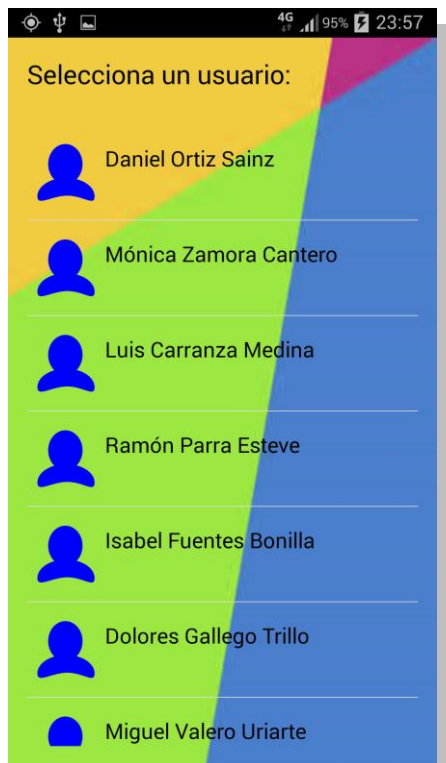 4G 95% 23:57
Selecciona un usuario:
Daniel Ortiz Sainz
Mónica Zamora Cantero
Luis Carranza Medina
Ramón Parra Esteve
Isabel Fuentes Bonilla
Dolores Gallego Trillo
Miguel Valero Uriarte